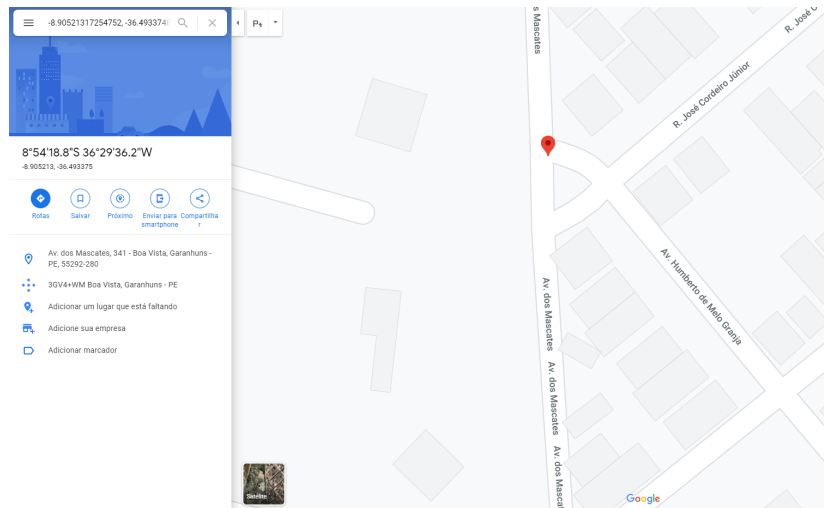 -8.90521317254752, -36.4933748
8°54'18.8"S 36°29'36.2"W
-8.905213, -36.493375
Rotas
Salvar
Próximo
Enviar para
smartphone
Compartilha
r
Av. dos Mascates, 341 - Boa Vista, Garanhuns -
PE, 55292-280
3GV4+WM Boa Vista, Garanhuns - PE
Adicionar um lugar que está faltando
Adicione sua empresa
Adicionar marcador
s Mascates
R. José C
R. José Cordeiro Júnior
Av. Humberto de Melo Granja
Av. dos Mascates
Av. dos Mascates
Av. dos Mascat
Satélite
Google